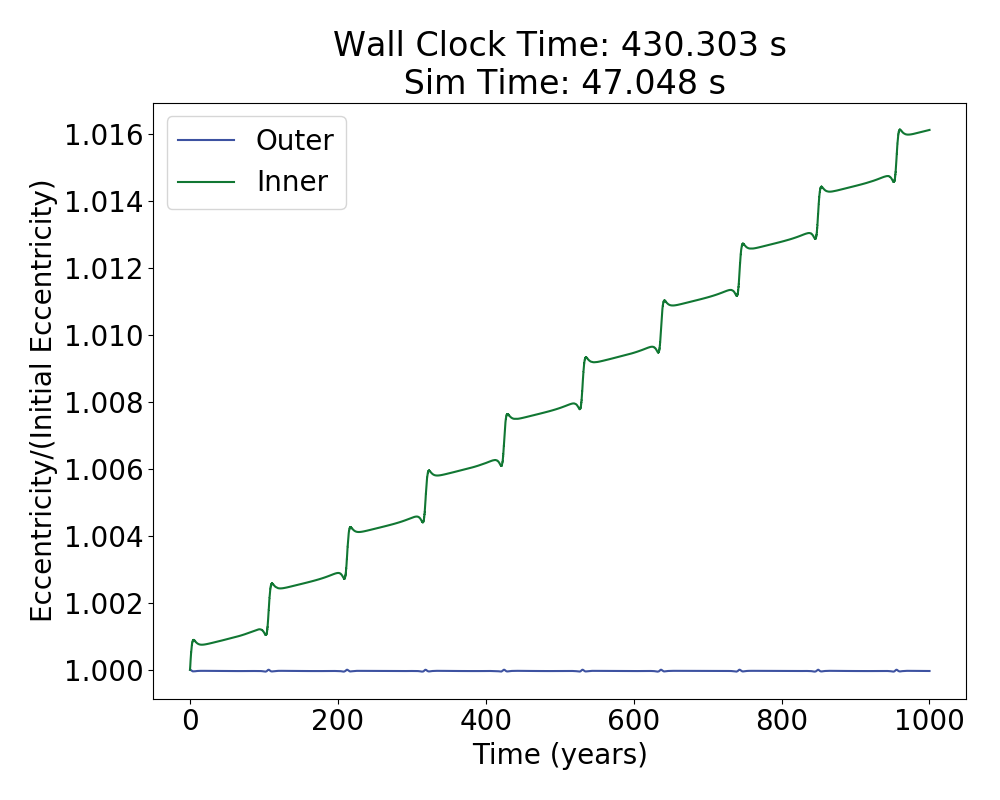 Wall Clock Time: 430.303 s
Sim Time: 47.048 s
Outer
Inner
Eccentricity/(Initial Eccentricity)
1.016
1.014
1.012
1.010
1.008
1.006
1.004
1.002
1.000
0
200
400
600
800
1000
Time (years)